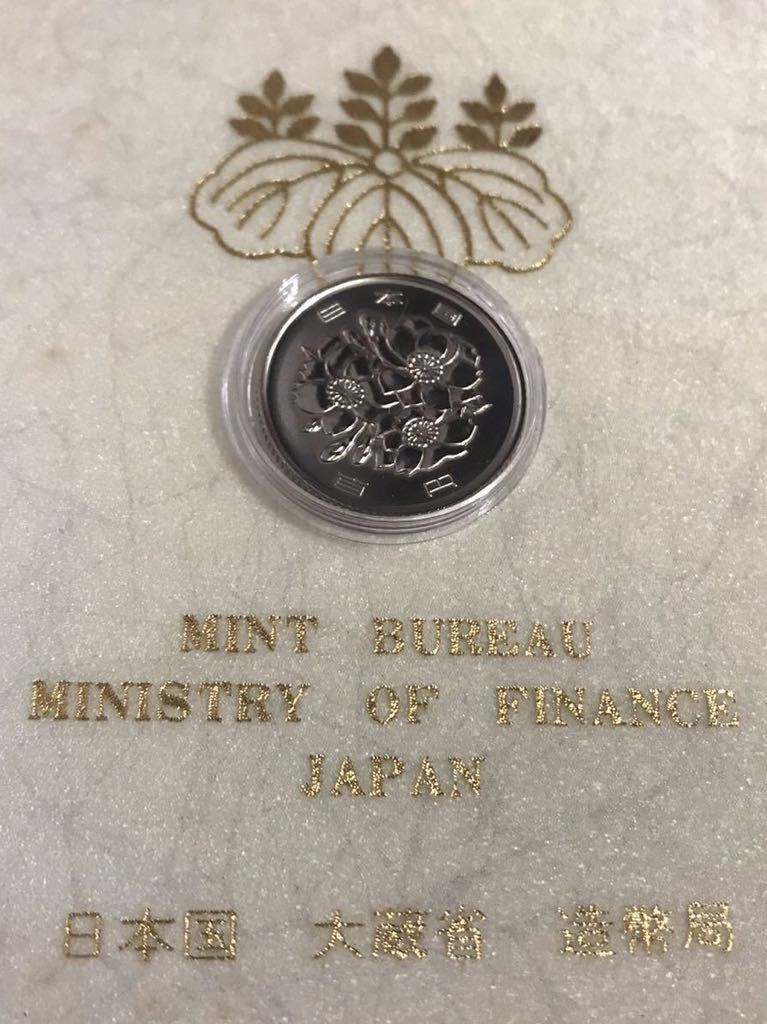 日本国
百円
MINT BUREAU
MINISTRY OF FINANCE
JAPAN
日本国 大蔵省 造幣局